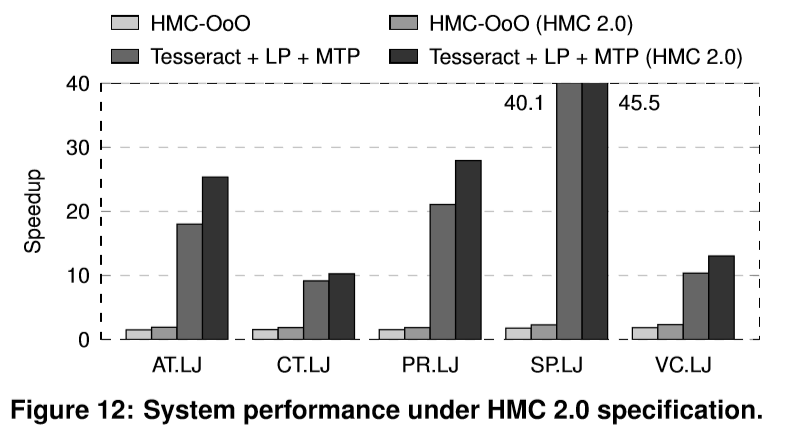 HMC-OoO
HMC-OoO (HMC 2.0)
Tesseract + LP + MTP
Tesseract + LP + MTP (HMC 2.0)
Speedup
40
30
20
10
0
40.1
45.5
AT.LJ
CT.LJ
PR.LJ
SP.LJ
VC.LJ
Figure 12: System performance under HMC 2.0 specification.